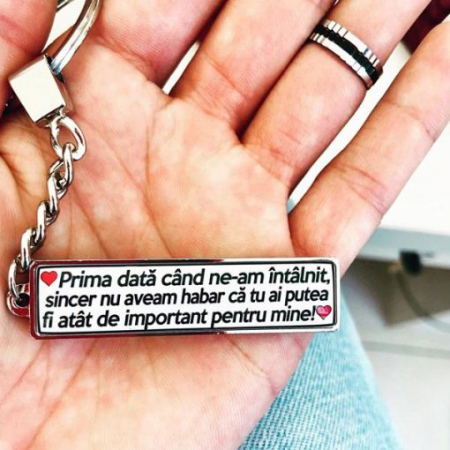 ❤Prima dată când ne-am întâlnit,
sincer nu aveam habar că tu ai putea
fi atât de important pentru mine!❤